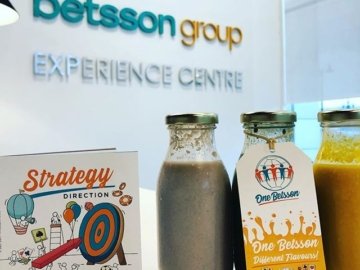 betsson group
EXPERIENCE CENTRE
Strategy
DIRECTION
One Betsson
One Betsson
Different Flavours!